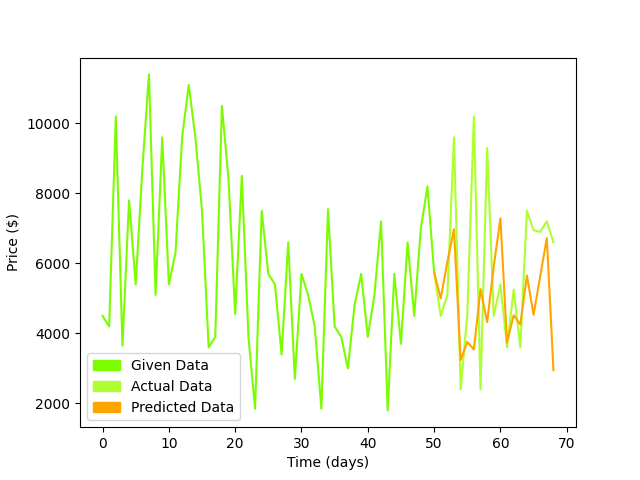 10000
8000
6000
4000
2000
Price ($)
Given Data
Actual Data
Predicted Data
0 10 20 30 40 50 60 70
Time (days)